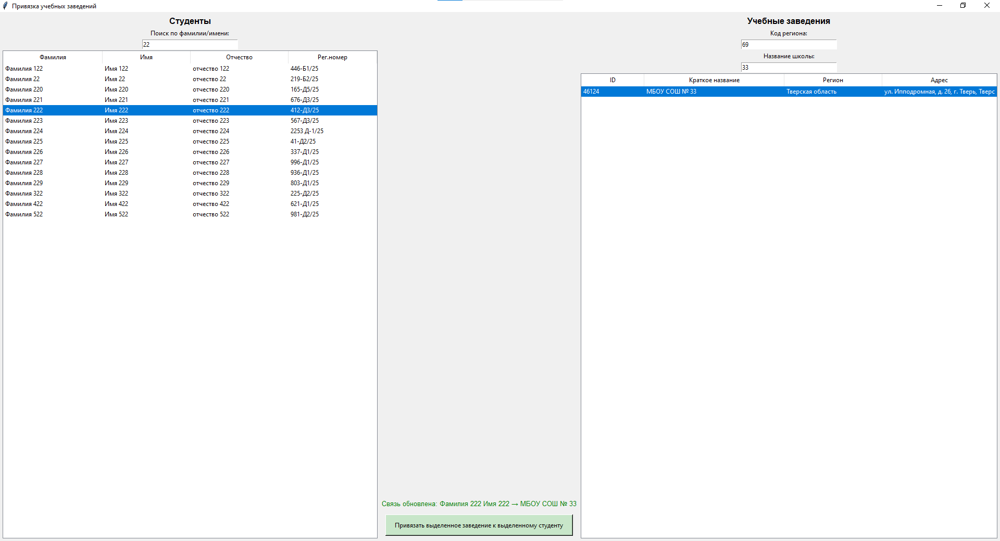 Привязка учебных заведений
Студенты
Поиск по фамилии/имени:
22
Фамилия Имя Отчество Рег.номер
Фамилия 122 Имя 122 отчество 122 446-Б1/25
Фамилия 22 Имя 22 отчество 22 219-Б2/25
Фамилия 220 Имя 220 отчество 220 165-Д5/25
Фамилия 221 Имя 221 отчество 221 676-Д3/25
Фамилия 222 Имя 222 отчество 222 412-Д3/25
Фамилия 223 Имя 223 отчество 223 567-Д3/25
Фамилия 224 Имя 224 отчество 224 2253 Д-1/25
Фамилия 225 Имя 225 отчество 225 41-Д2/25
Фамилия 226 Имя 226 отчество 226 337-Д1/25
Фамилия 227 Имя 227 отчество 227 996-Д1/25
Фамилия 228 Имя 228 отчество 228 936-Д1/25
Фамилия 229 Имя 229 отчество 229 803-Д1/25
Фамилия 322 Имя 322 отчество 322 225-Д2/25
Фамилия 422 Имя 422 отчество 422 621-Д1/25
Фамилия 522 Имя 522 отчество 522 981-Д2/25
Связь обновлена: Фамилия 222 Имя 222 → МБОУ СОШ № 33
Привязать выделенное заведение к выделенному студенту
Учебные заведения
Код региона:
69
Название школы:
33
ID Краткое название Регион Адрес
46124 МБОУ СОШ № 33 Тверская область ул. Ипподромная, д. 26, г. Тверь, Тверс